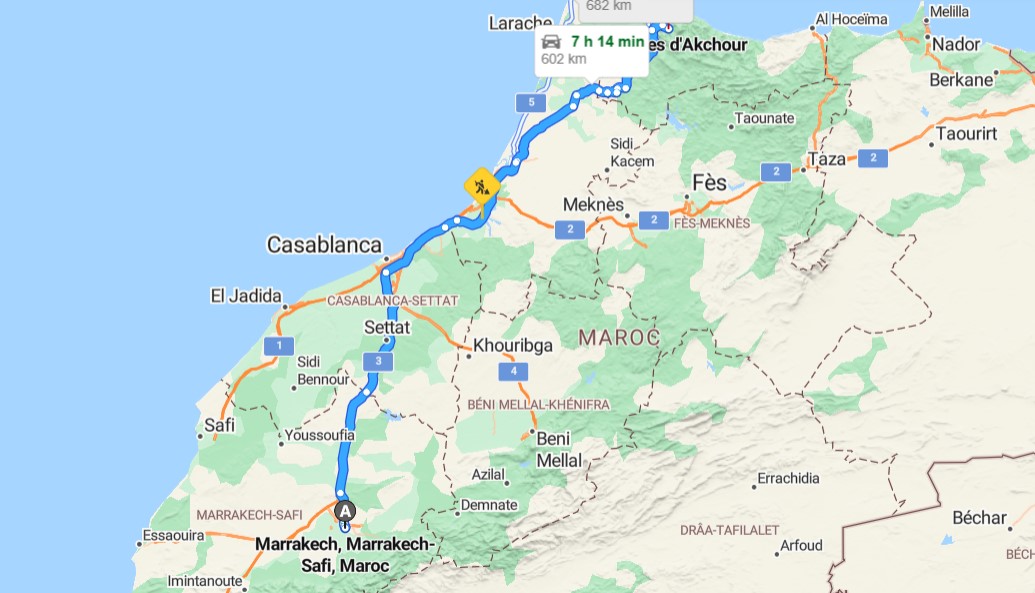 682 km
Larache
7 h 14 min
602 km
es d'Akchour
Al Hoceïma
Melilla
Nador
Berkane
5
Taounate
Taourirt
Sidi
Kacem
Taza
2
2
Fès
Meknès
2
2
FÈS-MEKNÈS
Casablanca
El Jadida
CASABLANCA-SETTAT
Settat
1
3
Khouribga
MAROC
Sidi
Bennour
4
BÉNI MELLAL-KHÉNIFRA
Safi
Youssoufia
Beni
Mellal
Azilal
Errachidia
Demnate
MARRAKECH-SAFI
A
Essaouira
Marrakech, Marrakech-
Safi, Maroc
DRÂA-TAFILALET
Béchar
Arfoud
BÉCH
Imintanoute